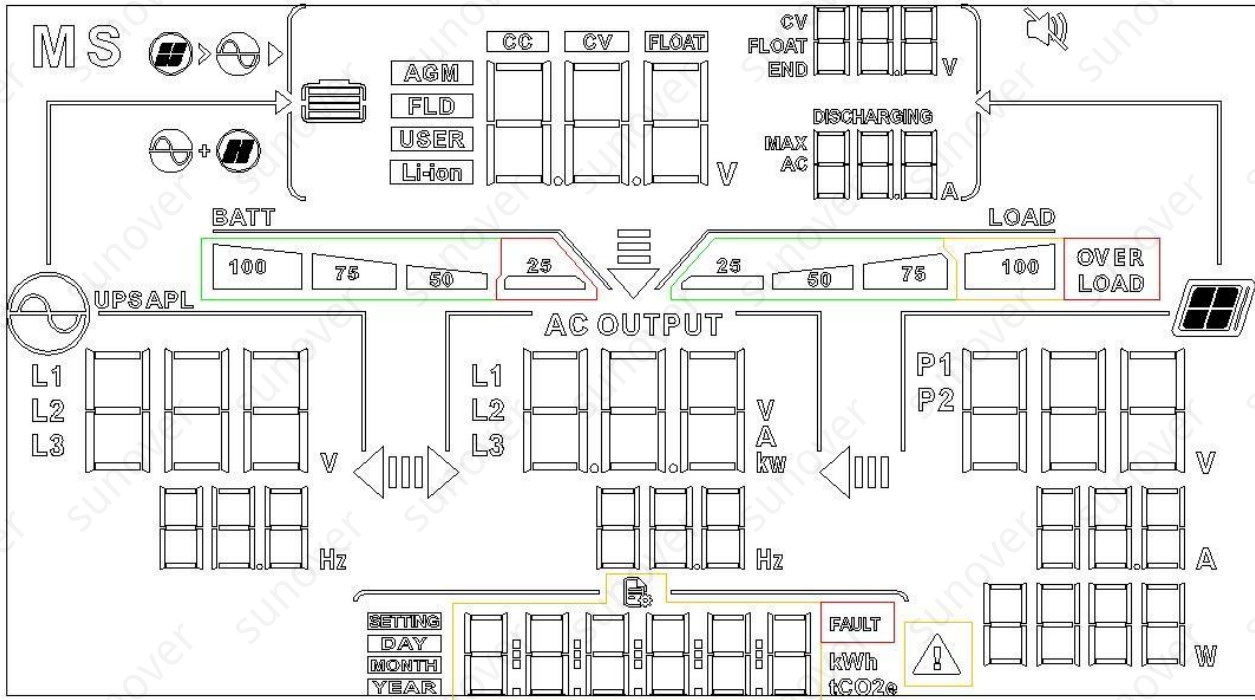 MS
CC CV FLOAT
AGM
FLD
USER
Li-ion
V
CV
FLOAT
END
V
DISCHARGING
MAX
AC
A
BATT
100 75 50 25
LOAD
25 50 75 100
OVER
LOAD
UPS APL
AC OUTPUT
L1
L2
L3
V
Hz
L1
L2
L3
V
A
kw
Hz
P1
P2
V
A
W
SETTING
DAY
MONTH
YEAR
FAULT
kWh
tCO2e
sunover